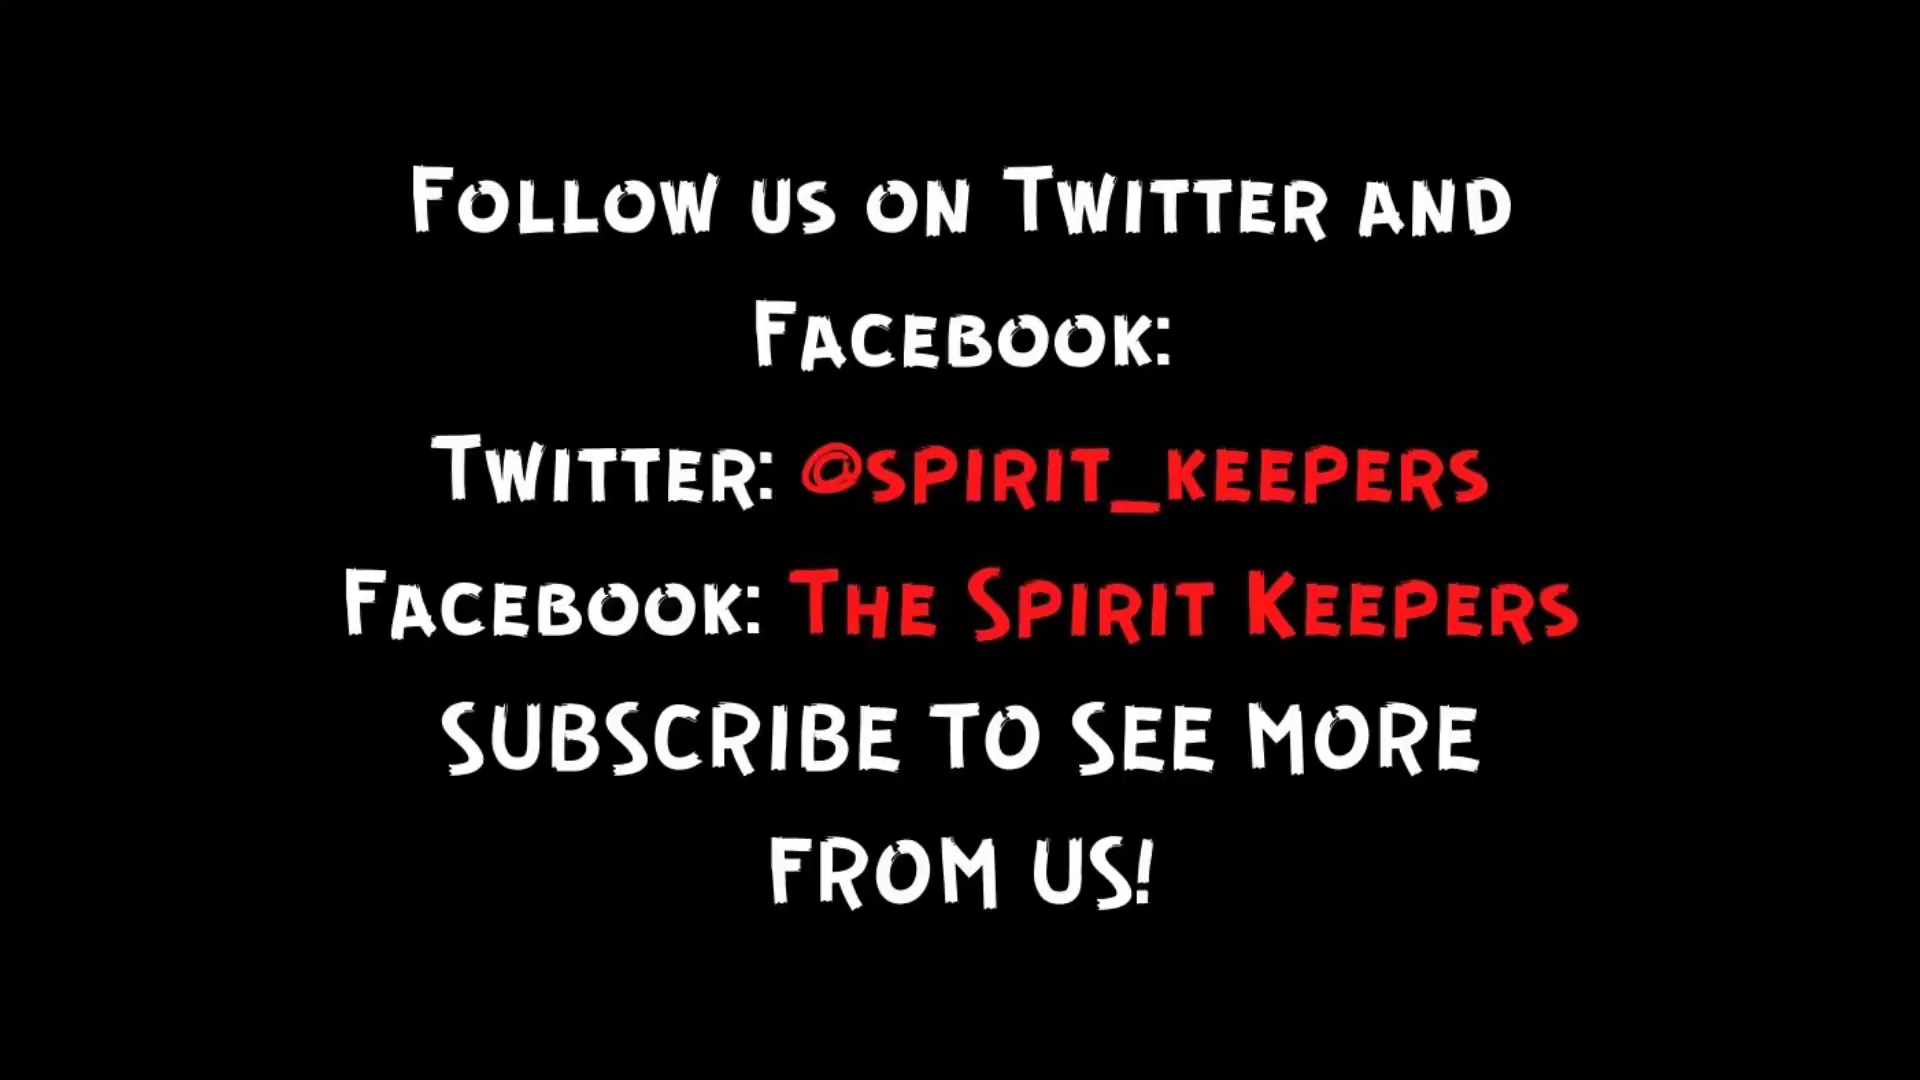 Follow us on Twitter and
Facebook:
Twitter: @spirit_keepers
Facebook: The Spirit Keepers
SUBSCRIBE TO SEE MORE
FROM US!